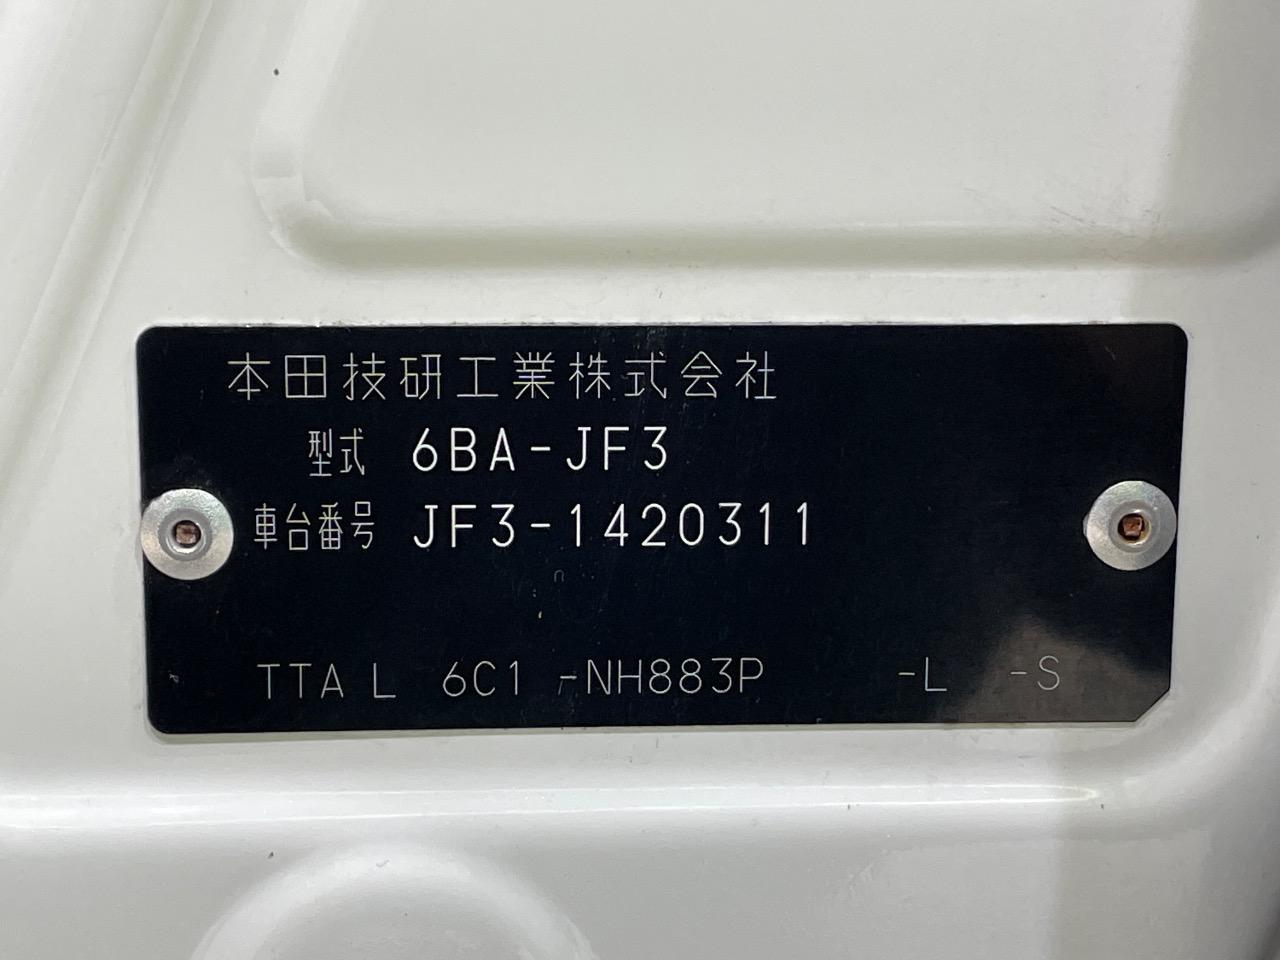 本田技研工業株式会社
型式 6BA-JF3
車台番号 JF3-1420311
TTA L 6C1 -NH883P -L -S